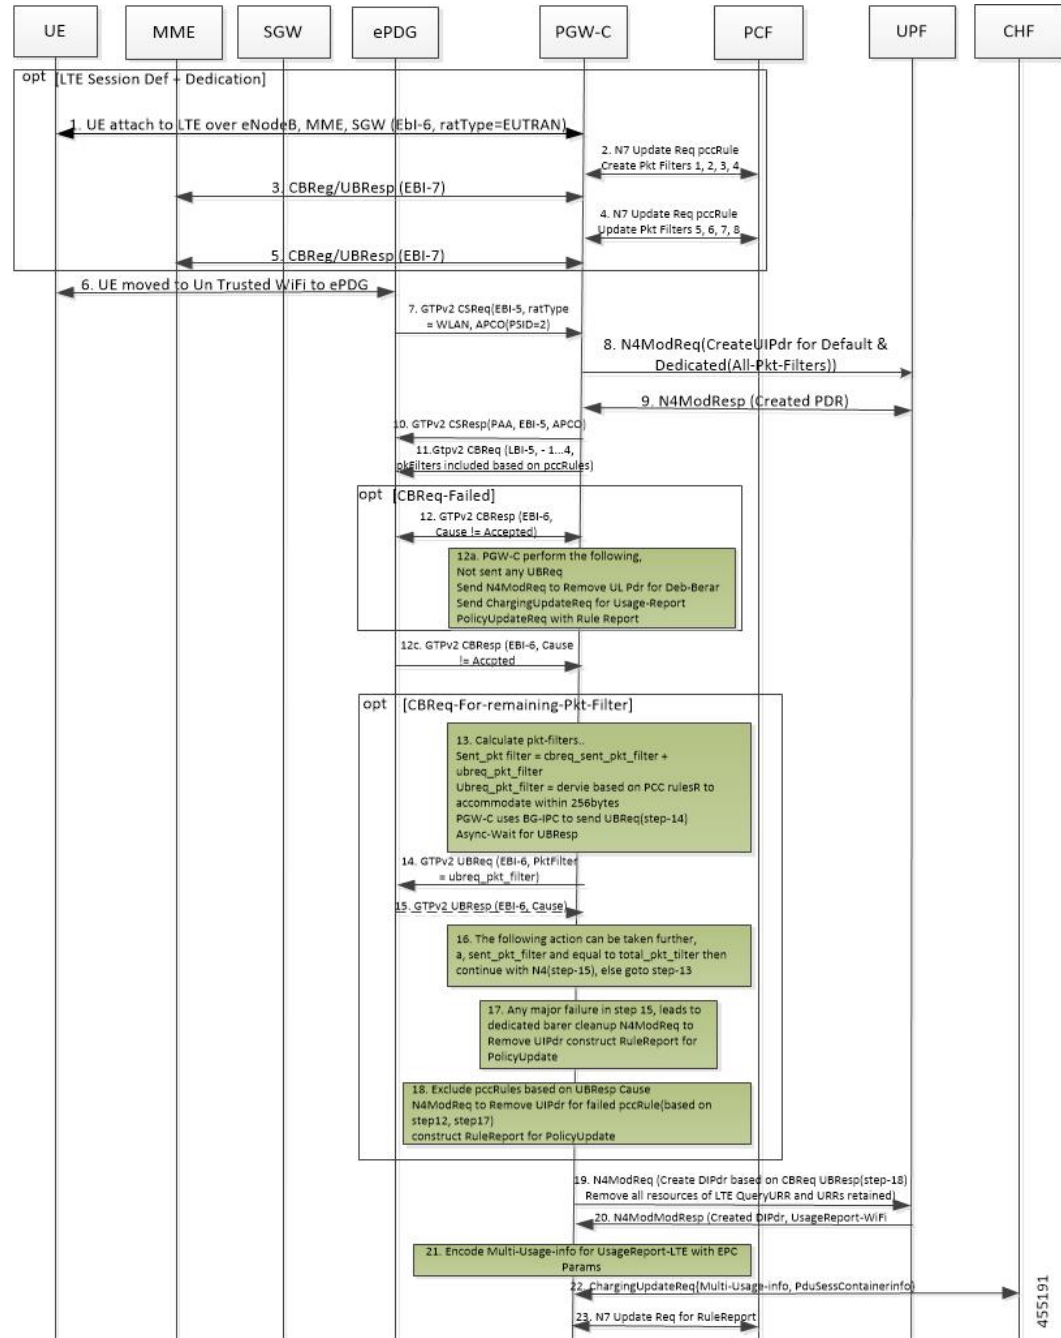 UE
MME
SGW
ePDG
PGW-C
PCF
UPF
CHF
opt [LTE Session Def + Dedication]
1. UE attach to LTE over eNodeB, MME, SGW (EbI-6, ratType=EUTRAN)
2. N7 Update Req pccRule
Create Pkt Filters 1, 2, 3, 4
3. CBReg/UBResp (EBI-7)
4. N7 Update Req pccRule
Update Pkt Filters 5, 6, 7, 8
5. CBReg/UBResp (EBI-7)
6. UE moved to Un Trusted WiFi to ePDG
7. GTPv2 CSReq(EBI-5, ratType
= WLAN, APCO(PSID=2)
8. N4ModReq(CreateUIPdr for Default &
Dedicated(All-Pkt-Filters))
9. N4ModResp (Created PDR)
10. GTPv2 CSResp(PAA, EBI-5, APCO)
11.Gtpv2 CBReq (LBI-5, - 1...4,
pkFilters included based on pccRules)
opt [CBReq-Failed]
12. GTPv2 CBResp (EBI-6,
Cause != Accepted)
12a. PGW-C perform the following,
Not sent any UBReq
Send N4ModReq to Remove UL Pdr for Deb-Berar
Send ChargingUpdateReq for Usage-Report
PolicyUpdateReq with Rule Report
12c. GTPv2 CBResp (EBI-6, Cause
!= Accpted
opt [CBReq-For-remaining-Pkt-Filter]
13. Calculate pkt-filters..
Sent_pkt filter = cbreq_sent_pkt_filter +
ubreq_pkt_filter
Ubreq_pkt_filter = dervie based on PCC rulesR to
accommodate within 256bytes
PGW-C uses BG-IPC to send UBReq(step-14)
Async-Wait for UBResp
14. GTPv2 UBReq (EBI-6, PktFilter
= ubreq_pkt_filter)
15. GTPv2 UBResp (EBI-6, Cause)
16. The following action can be taken further,
a, sent_pkt_filter and equal to total_pkt_tilter then
continue with N4(step-15), else goto step-13
17. Any major failure in step 15, leads to
dedicated barer cleanup N4ModReq to
Remove UIPdr construct RuleReport for
PolicyUpdate
18. Exclude pccRules based on UBResp Cause
N4ModReq to Remove UIPdr for failed pccRule(based on
step12, step17)
construct RuleReport for PolicyUpdate
19. N4ModReq (Create DIPdr based on CBReq UBResp(step-18)
Remove all resources of LTE QueryURR and URRs retained)
20. N4ModModResp (Created DIPdr, UsageReport-WiFi
21. Encode Multi-Usage-info for UsageReport-LTE with EPC
Params
22. ChargingUpdateReq(Multi-Usage-info, PduSessContainerinfo)
23. N7 Update Req for RuleReport
455191